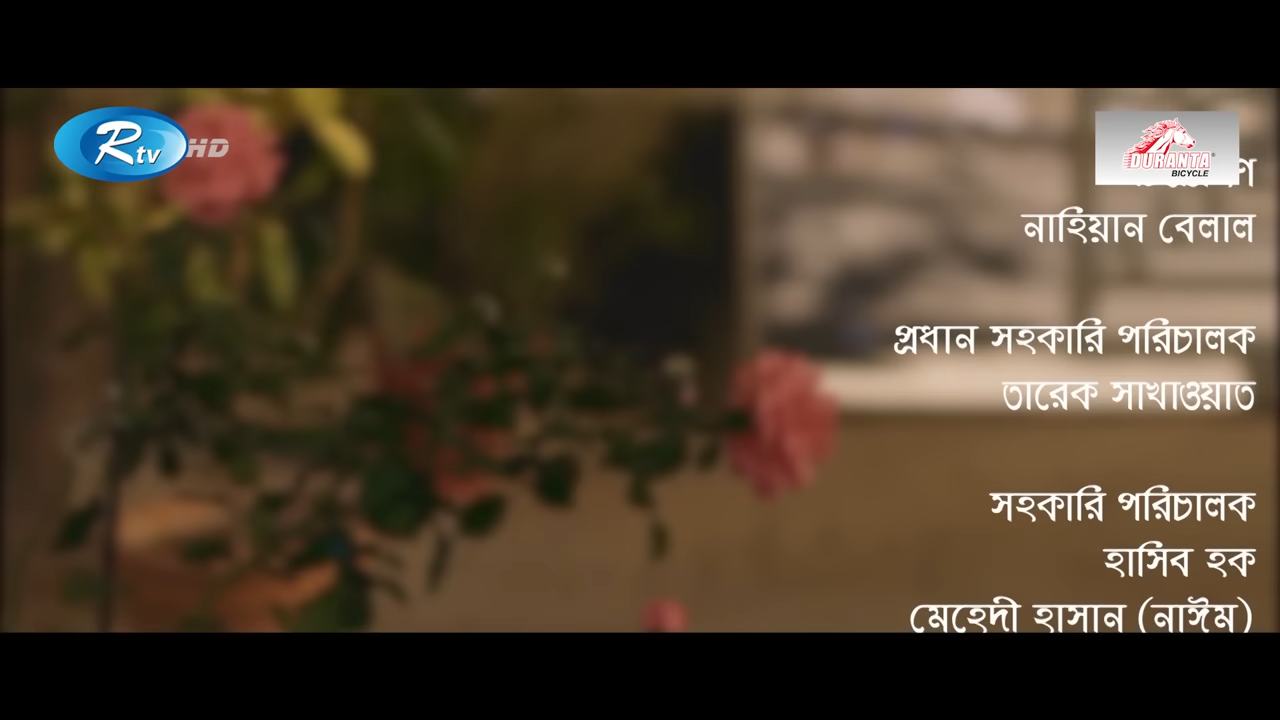 Rtv HD
DURANTA
BICYCLE
নাহিয়ান বেলাল
প্রধান সহকারি পরিচালক
তারেক সাখাওয়াত
সহকারি পরিচালক
হাসিব হক
মেহেদী হাসান (নাঈম)